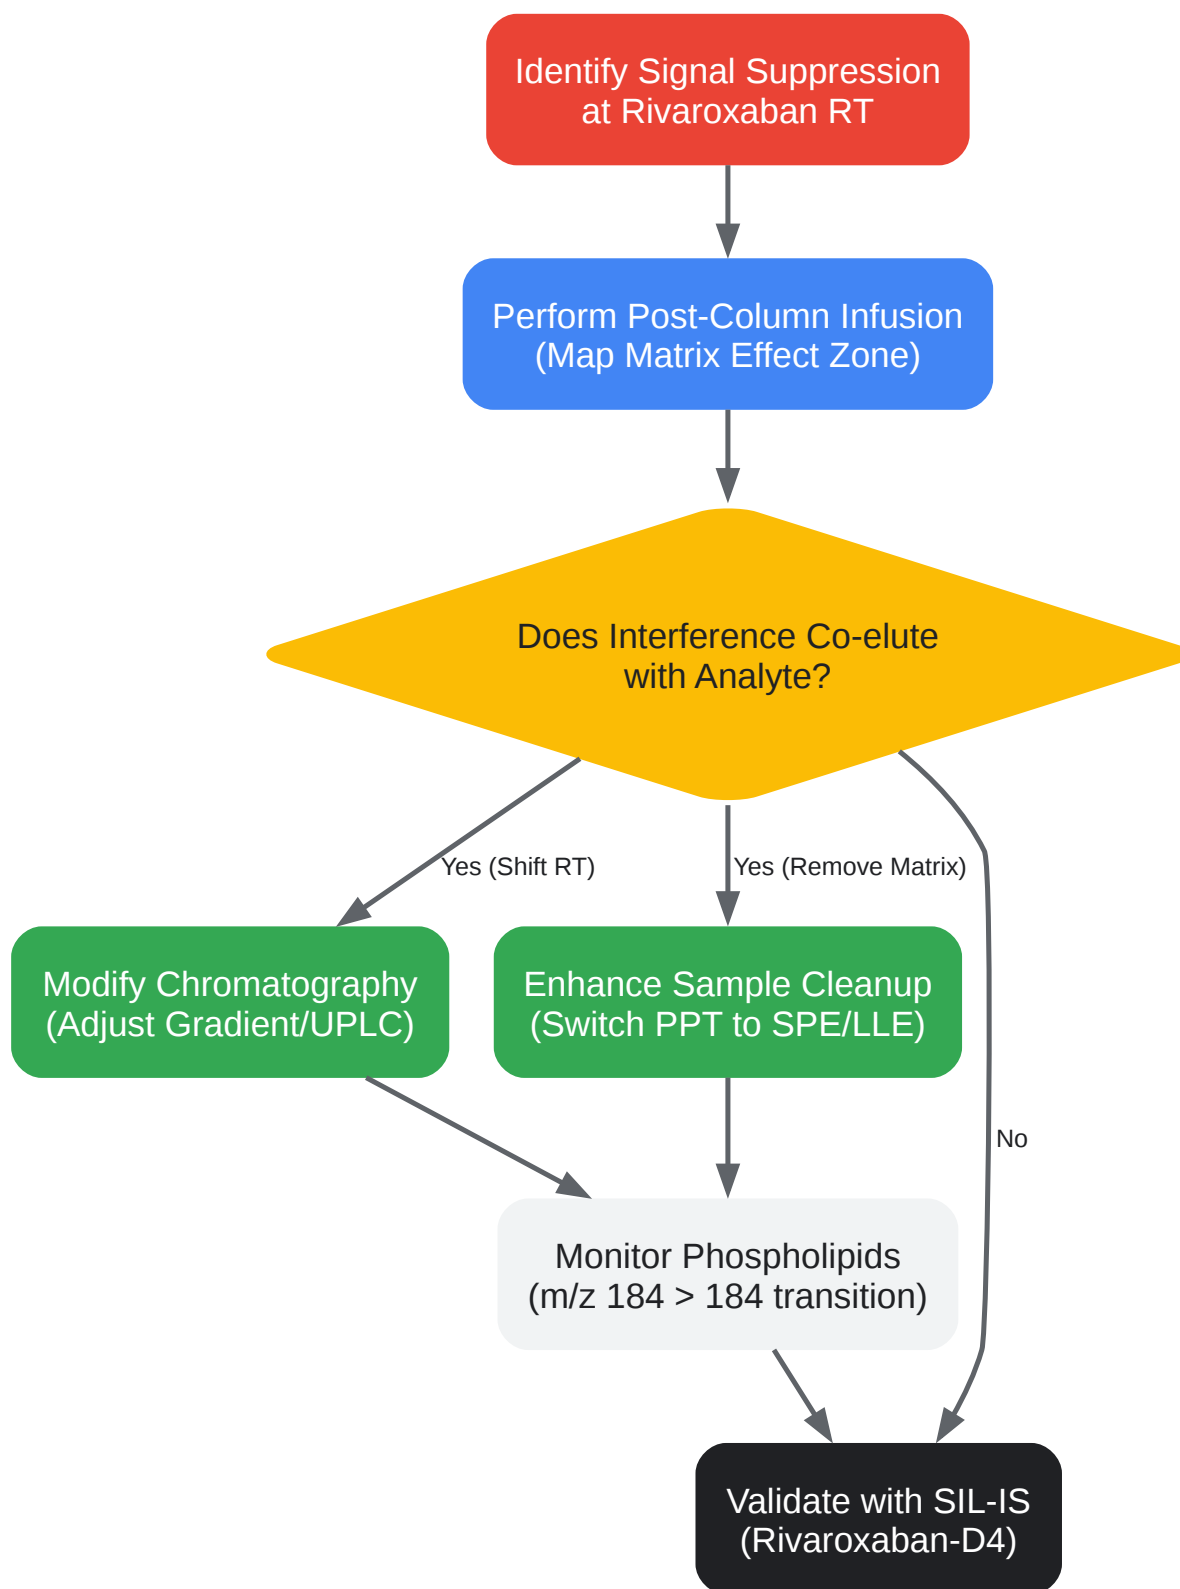 Identify Signal Suppression
at Rivaroxaban RT
Perform Post-Column Infusion
(Map Matrix Effect Zone)
Does Interference Co-elute
with Analyte?
Yes (Shift RT)
Yes (Remove Matrix)
Modify Chromatography
(Adjust Gradient/UPLC)
Enhance Sample Cleanup
(Switch PPT to SPE/LLE)
No
Monitor Phospholipids
(m/z 184 > 184 transition)
Validate with SIL-IS
(Rivaroxaban-D4)